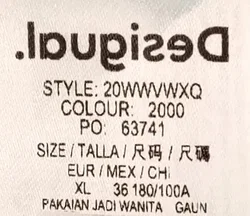 Desigual.
STYLE: 20WWVWXQ
COLOUR: 2000
PO: 63741
SIZE / TALLA / 尺码 / 尺碼
EUR / MEX / CHI
XL 36 180/100A
PAKAIAN JADI WANITA GAUN